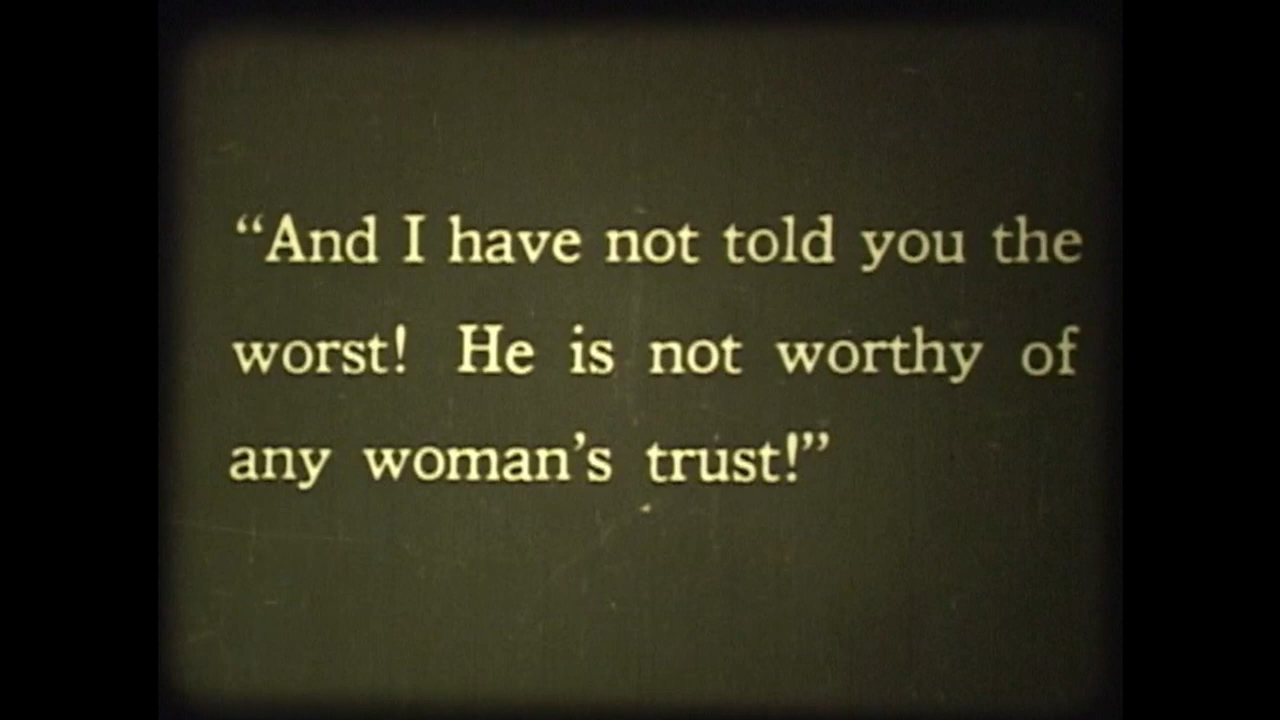 “And I have not told you the
worst! He is not worthy of
any woman’s trust!”